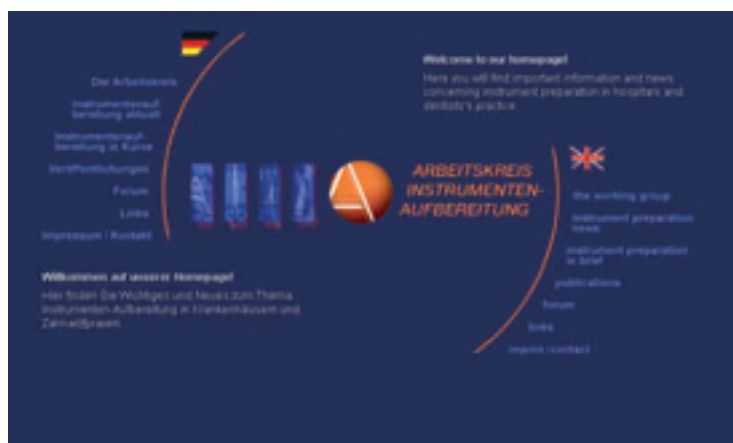 Der Arbeitskreis
Instrumentenauf-
bereitung aktuell
Instrumentenauf-
bereitung in Kürze
Veröffentlichungen
Forum
Links
Impressum / Kontakt
Willkommen auf unserer Homepage!
Hier finden Sie Wichtiges und Neues zum Thema
Instrumenten-Aufbereitung in Krankenhäusern und
Zahnarztpraxen
ARBEITSKREIS
INSTRUMENTEN-
AUFBEREITUNG
Welcome to our homepage!
Here you will find important information and news
concerning instrument preparation in hospitals and
dentists's practice
the working group
instrument preparation
news
instrument preparation
in brief
publications
forum
links
imprint / contact